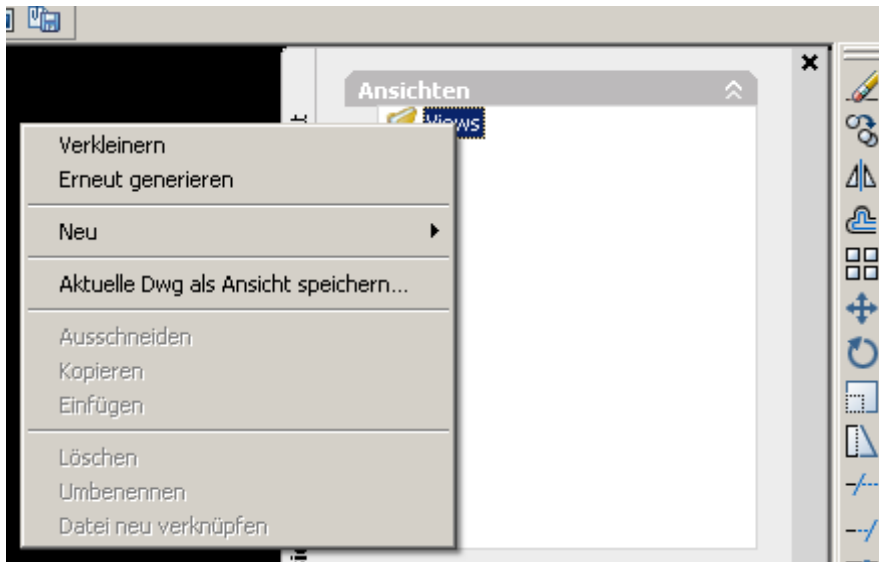 Ansichten
Views
Verkleinern
Erneut generieren
Neu
Aktuelle Dwg als Ansicht speichern...
Ausschneiden
Kopieren
Einfügen
Löschen
Umbenennen
Datei neu verknüpfen